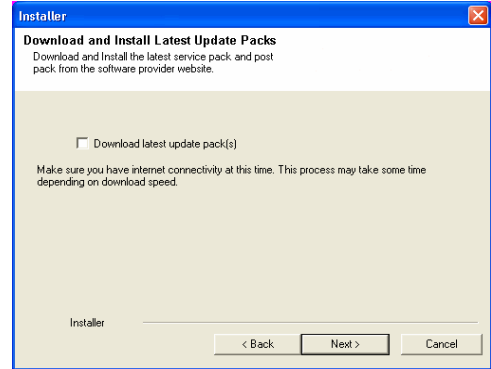 Installer
Download and Install Latest Update Packs
Download and Install the latest service pack and post
pack from the software provider website.
Download latest update pack(s)
Make sure you have internet connectivity at this time. This process may take some time
depending on download speed.
Installer
< Back Next > Cancel